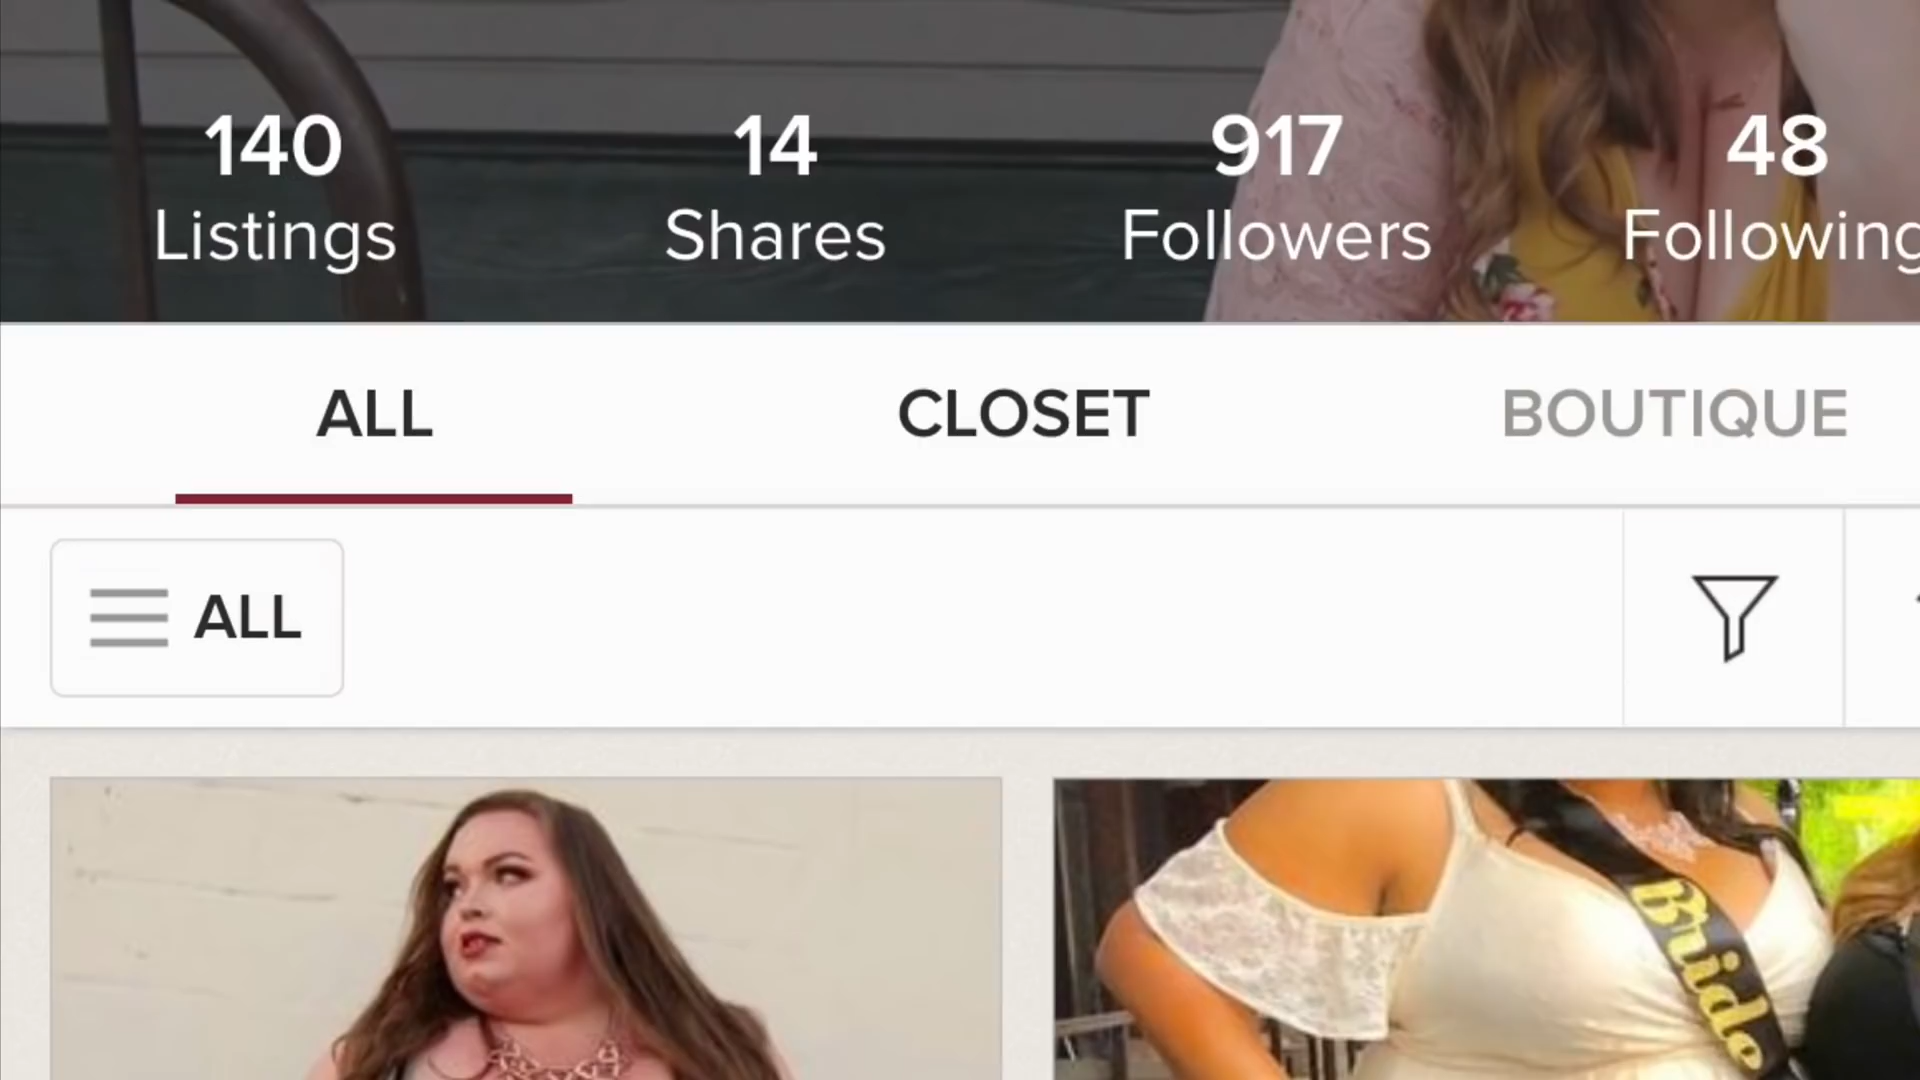 140 14 917 48
Listings Shares Followers Following
ALL CLOSET BOUTIQUE
ALL
Bride